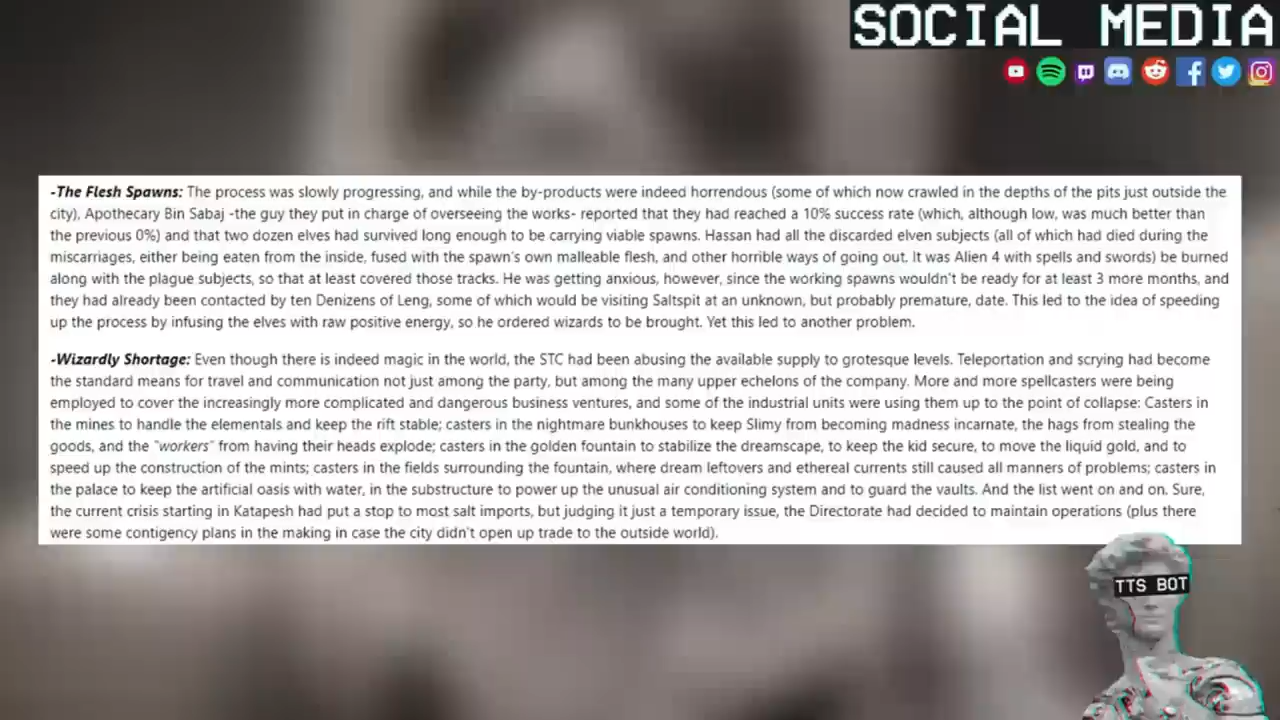 SOCIAL MEDIA
-The Flesh Spawns: The process was slowly progressing, and while the by-products were indeed horrendous (some of which now crawled in the depths of the pits just outside the
city), Apothecary Bin Sabaj -the guy they put in charge of overseeing the works- reported that they had reached a 10% success rate (which, although low, was much better than
the previous 0%) and that two dozen elves had survived long enough to be carrying viable spawns. Hassan had all the discarded elven subjects (all of which had died during the
miscarriages, either being eaten from the inside, fused with the spawn's own malleable flesh, and other horrible ways of going out. It was Alien 4 with spells and swords) be burned
along with the plague subjects, so that at least covered those tracks. He was getting anxious, however, since the working spawns wouldn't be ready for at least 3 more months, and
they had already been contacted by ten Denizens of Leng, some of which would be visiting Saltspit at an unknown, but probably premature, date. This led to the idea of speeding
up the process by infusing the elves with raw positive energy, so he ordered wizards to be brought. Yet this led to another problem.
-Wizardly Shortage: Even though there is indeed magic in the world, the STC had been abusing the available supply to grotesque levels. Teleportation and scrying had become
the standard means for travel and communication not just among the party, but among the many upper echelons of the company. More and more spellcasters were being
employed to cover the increasingly more complicated and dangerous business ventures, and some of the industrial units were using them up to the point of collapse: Casters in
the mines to handle the elementals and keep the rift stable; casters in the nightmare bunkhouses to keep Slimy from becoming madness incarnate, the hags from stealing the
goods, and the "workers" from having their heads explode; casters in the golden fountain to stabilize the dreamscape, to keep the kid secure, to move the liquid gold, and to
speed up the construction of the mints; casters in the fields surrounding the fountain, where dream leftovers and ethereal currents still caused all manners of problems; casters in
the palace to keep the artificial oasis with water, in the substructure to power up the unusual air conditioning system and to guard the vaults. And the list went on and on. Sure,
the current crisis starting in Katapesh had put a stop to most salt imports, but judging it just a temporary issue, the Directorate had decided to maintain operations (plus there
were some contigency plans in the making in case the city didn't open up trade to the outside world).
TTS BOT